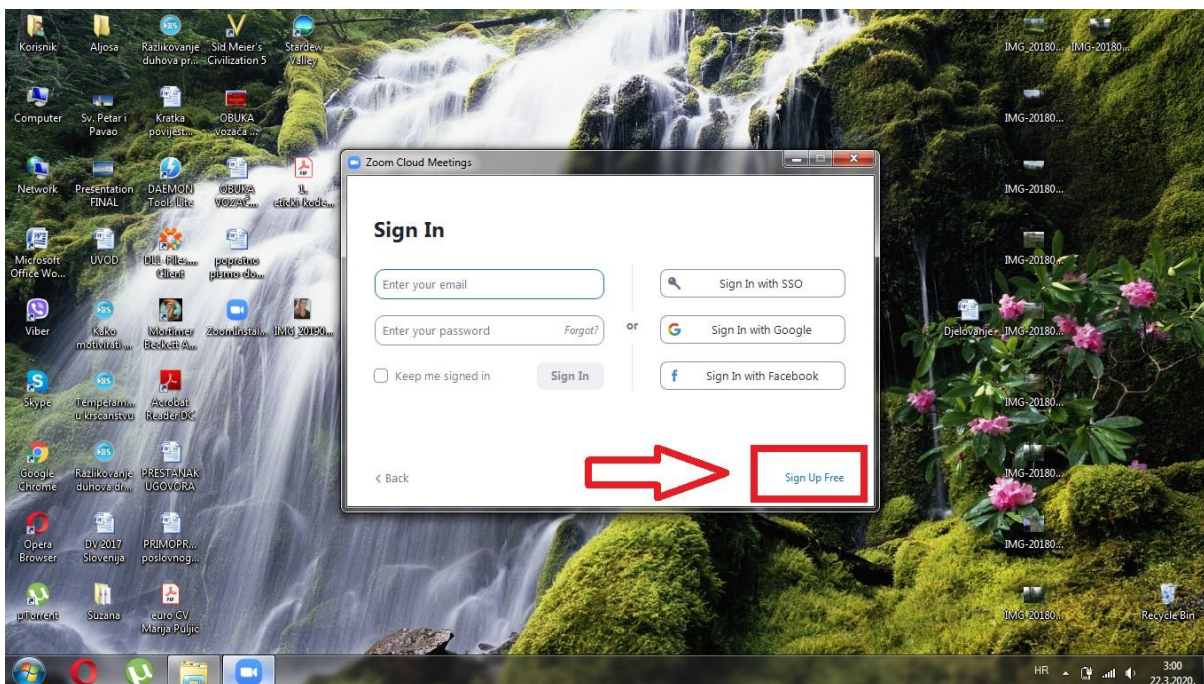 Korisnik
Aljosa
Razlikovanje
duhova pr...
Sid Meier's
Civilization 5
Stardew
Valley
IMG_20180...
IMG-20180...
Computer
Sv. Petar i
Pavao
Kratka
povijest...
OBUKA
vozača ...
IMG-20180...
Network
Presentation
FINAL
DAEMON
Tools Lite
OBUKA
VOZAČ...
1.
eticki kode...
IMG-20180...
Microsoft
Office Wo...
UVOD
DLL-Files....
Client
popratno
pismo do...
IMG-20180...
Viber
Kako
motivirati...
Mortimer
Beckett A...
ZoomInstal...
IMG_20190...
Djelovanje
IMG-20180...
Skype
Temperam...
u krscanstvu
Acrobat
Reader DC
IMG-20180...
Google
Chrome
Razlikovanje
duhova dr...
PRESTANAK
UGOVORA
IMG-20180...
Opera
Browser
DV-2017
Slovenija
PRIMOPR...
poslovnog...
IMG-20180...
µTorrent
Suzana
euro CV
Marija Puljic
IMG-20180...
Recycle Bin
Zoom Cloud Meetings
Sign In
Enter your email
Enter your password
Forgot?
Keep me signed in
Sign In
or
Sign In with SSO
Sign In with Google
Sign In with Facebook
< Back
Sign Up Free
HR
3:00
22.3.2020.